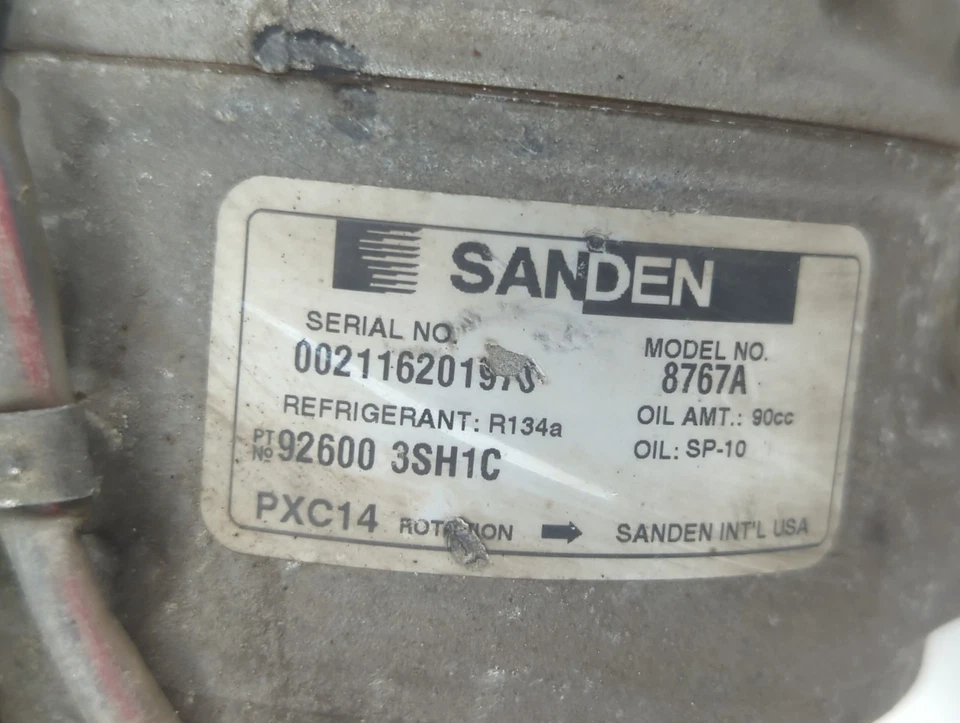 SANDEN
SERIAL NO.
MODEL NO.
8767A
REFRIGERANT: R134a
OIL AMT.: 90cc
PT NO 92600 3SH1C
OIL: SP-10
PXC14 ROTATION SANDEN INT'L USA